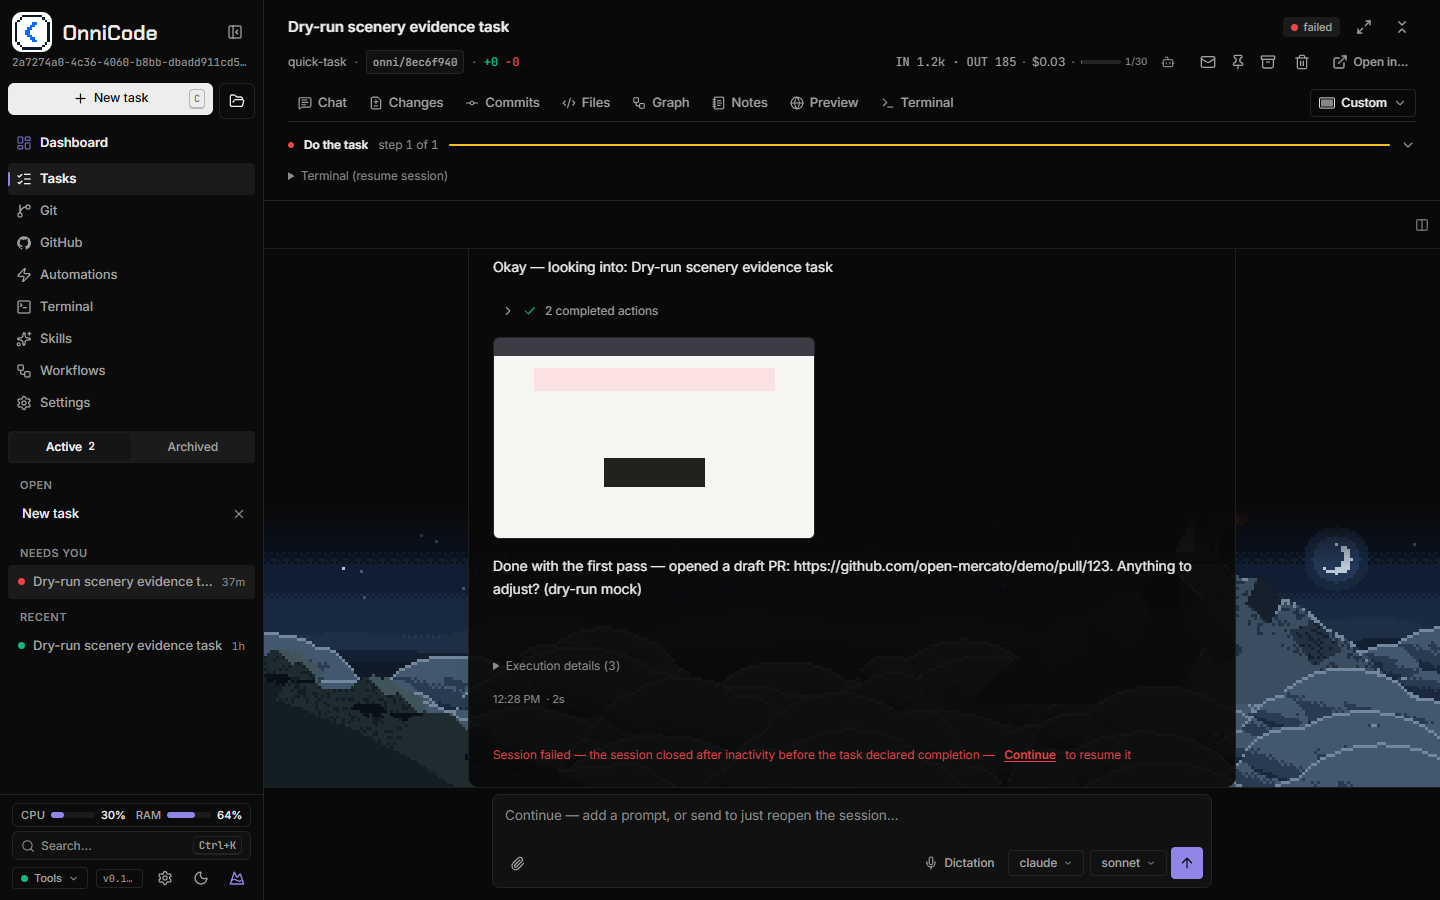 OnniCode
2a7274a0-4c36-4060-b8bb-dbadd911cd5…
New task
C
Dashboard
Tasks
Git
GitHub
Automations
Terminal
Skills
Workflows
Settings
Active 2
Archived
OPEN
New task
NEEDS YOU
Dry-run scenery evidence t… 37m
RECENT
Dry-run scenery evidence task 1h
CPU 30% RAM 64%
Search... Ctrl+K
Tools
v0.1…
Dry-run scenery evidence task
failed
quick-task · onni/8ec6f940 · +0 -0
IN 1.2k · OUT 185 · $0.03 · 1/30
Open in...
Chat
Changes
Commits
Files
Graph
Notes
Preview
Terminal
Custom
Do the task step 1 of 1
Terminal (resume session)
Okay — looking into: Dry-run scenery evidence task
2 completed actions
Done with the first pass — opened a draft PR: https://github.com/open-mercato/demo/pull/123. Anything to
adjust? (dry-run mock)
Execution details (3)
12:28 PM · 2s
Session failed — the session closed after inactivity before the task declared completion — Continue to resume it
Continue — add a prompt, or send to just reopen the session...
Dictation
claude
sonnet